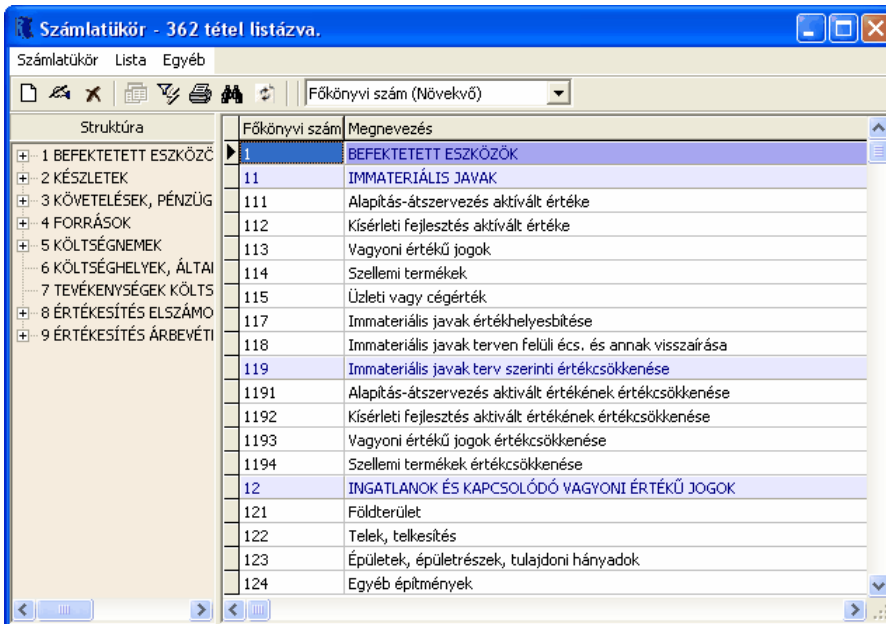 Számlatükör - 362 tétel listázva.
Számlatükör Lista Egyéb
Főkönyvi szám (Növekvő)
Struktúra
1 BEFEKTETETT ESZKÖZÖ
2 KÉSZLETEK
3 KÖVETELÉSEK, PÉNZÜG
4 FORRÁSOK
5 KÖLTSÉGNEMEK
6 KÖLTSÉGHELYEK, ÁLTAI
7 TEVÉKENYSÉGEK KÖLTS
8 ÉRTÉKESÍTÉS ELSZÁMO
9 ÉRTÉKESÍTÉS ÁRBEVÉTI
Főkönyvi szám Megnevezés
1 BEFEKTETETT ESZKÖZÖK
11 IMMATERIÁLIS JAVAK
111 Alapítás-átszervezés aktívált értéke
112 Kísérleti fejlesztés aktívált értéke
113 Vagyoni értékű jogok
114 Szellemi termékek
115 Üzleti vagy cégérték
117 Immateriális javak értékhelyesbítése
118 Immateriális javak terven felüli écs. és annak visszaírása
119 Immateriális javak terv szerinti értékcsökkenése
1191 Alapítás-átszervezés aktivált értékének értékcsökkenése
1192 Kísérleti fejlesztés aktivált értékének értékcsökkenése
1193 Vagyoni értékű jogok értékcsökkenése
1194 Szellemi termékek értékcsökkenése
12 INGATLANOK ÉS KAPCSOLÓDÓ VAGYONI ÉRTÉKŰ JOGOK
121 Földterület
122 Telek, telkesítés
123 Épületek, épületrészek, tulajdoni hányadok
124 Egyéb építmények